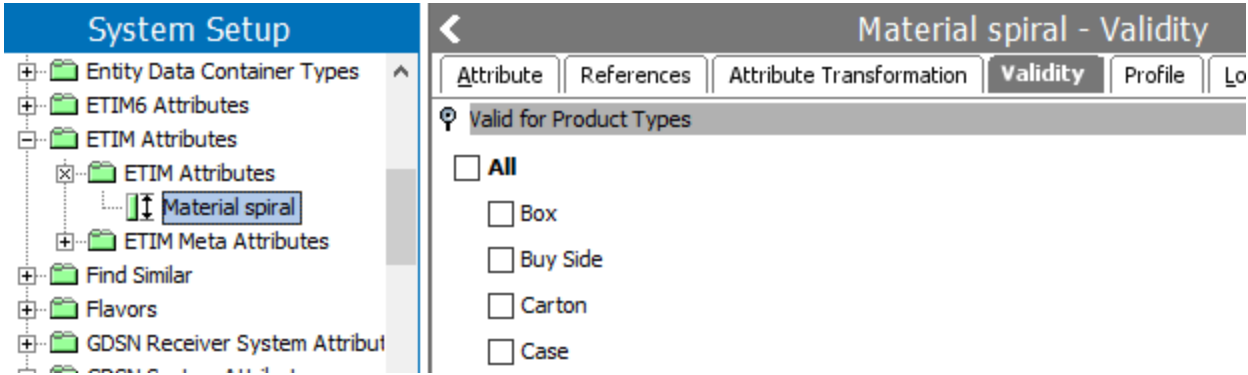 System Setup
Entity Data Container Types
ETIM6 Attributes
ETIM Attributes
ETIM Attributes
Material spiral
ETIM Meta Attributes
Find Similar
Flavors
GDSN Receiver System Attribut
Material spiral - Validity
Attribute References Attribute Transformation Validity Profile Lo
Valid for Product Types
All
Box
Buy Side
Carton
Case